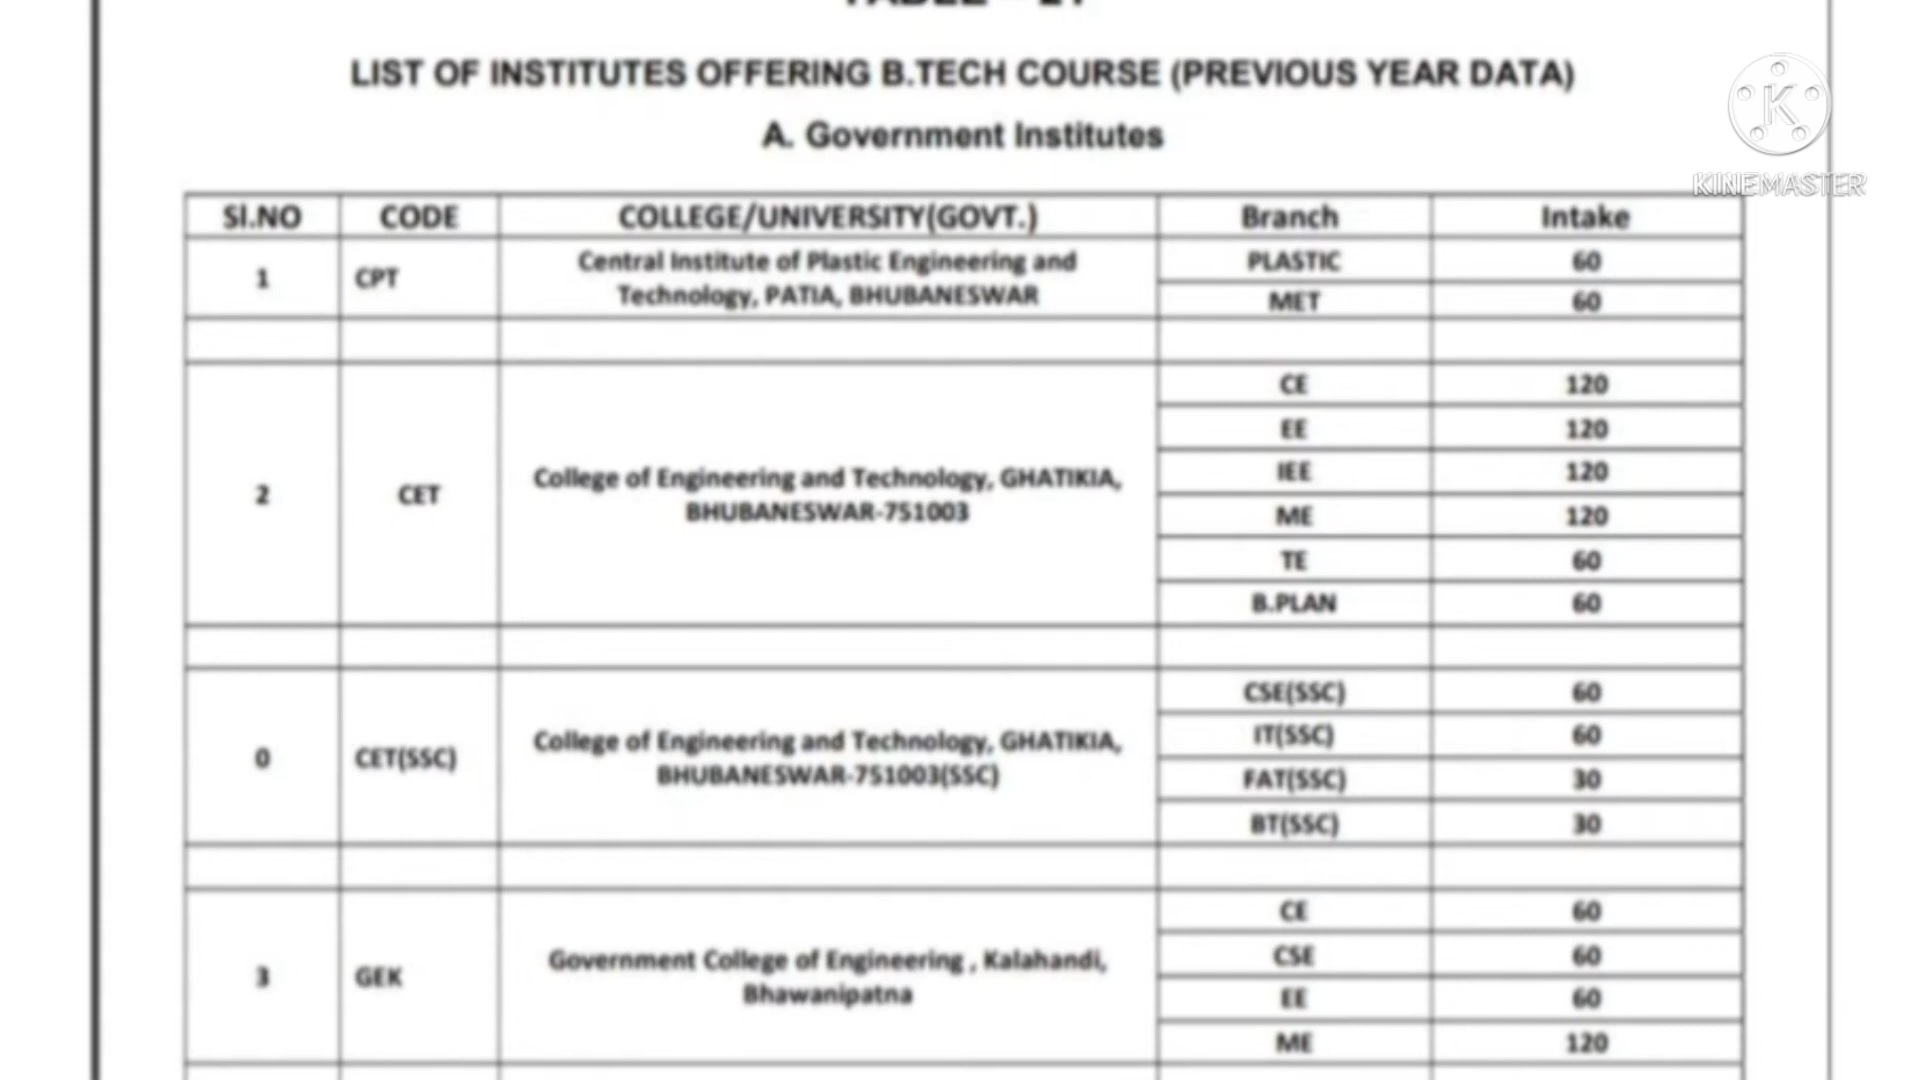 LIST OF INSTITUTES OFFERING B.TECH COURSE (PREVIOUS YEAR DATA)
A. Government Institutes
K
KINEMASTER
Sl.NO CODE COLLEGE/UNIVERSITY(GOVT.) Branch Intake
1 CPT Central Institute of Plastic Engineering and Technology, PATIA, BHUBANESWAR PLASTIC 60
MET 60
2 CET College of Engineering and Technology, GHATIKIA, BHUBANESWAR-751003 CE 120
EE 120
IEE 120
ME 120
TE 60
B.PLAN 60
0 CET(SSC) College of Engineering and Technology, GHATIKIA, BHUBANESWAR-751003(SSC) CSE(SSC) 60
IT(SSC) 60
FAT(SSC) 30
BT(SSC) 30
3 GEK Government College of Engineering , Kalahandi, Bhawanipatna CE 60
CSE 60
EE 60
ME 120